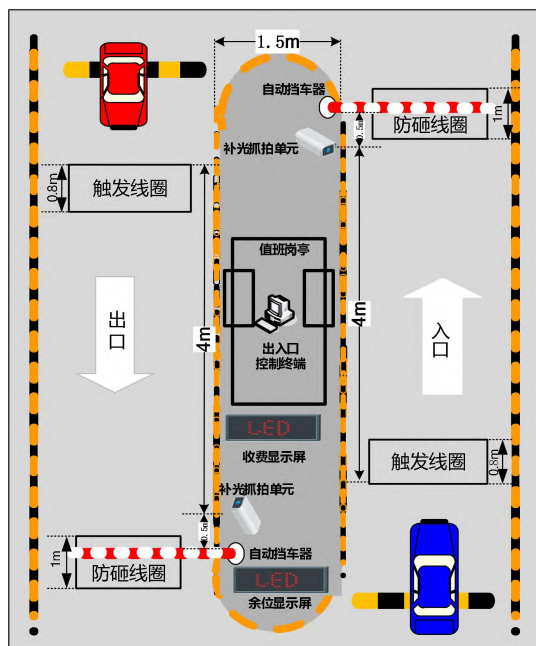 1.5m
自动挡车器
防砸线圈
1m
0.5m
补光抓拍单元
触发线圈
0.8m
值班岗亭
出口
4m
出入口
控制终端
4m
入口
LED
收费显示屏
触发线圈
0.8m
补光抓拍单元
0.5m
自动挡车器
防砸线圈
1m
LED
余位显示屏